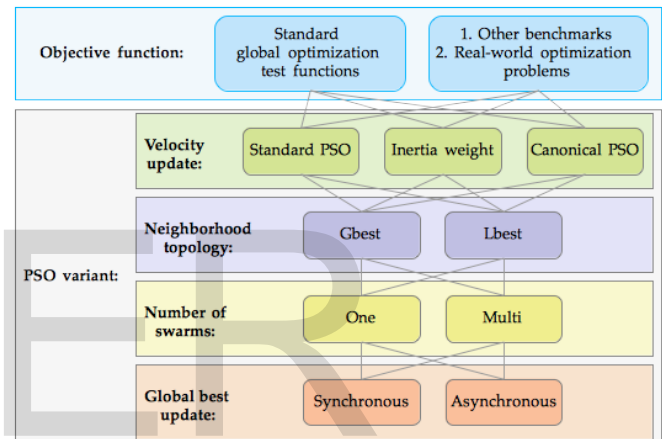 Objective function:
Standard
global optimization
test functions
1. Other benchmarks
2. Real-world optimization
problems
PSO variant:
Velocity
update:
Standard PSO
Inertia weight
Canonical PSO
Neighborhood
topology:
Gbest
Lbest
Number of
swarms:
One
Multi
Global best
update:
Synchronous
Asynchronous
ER